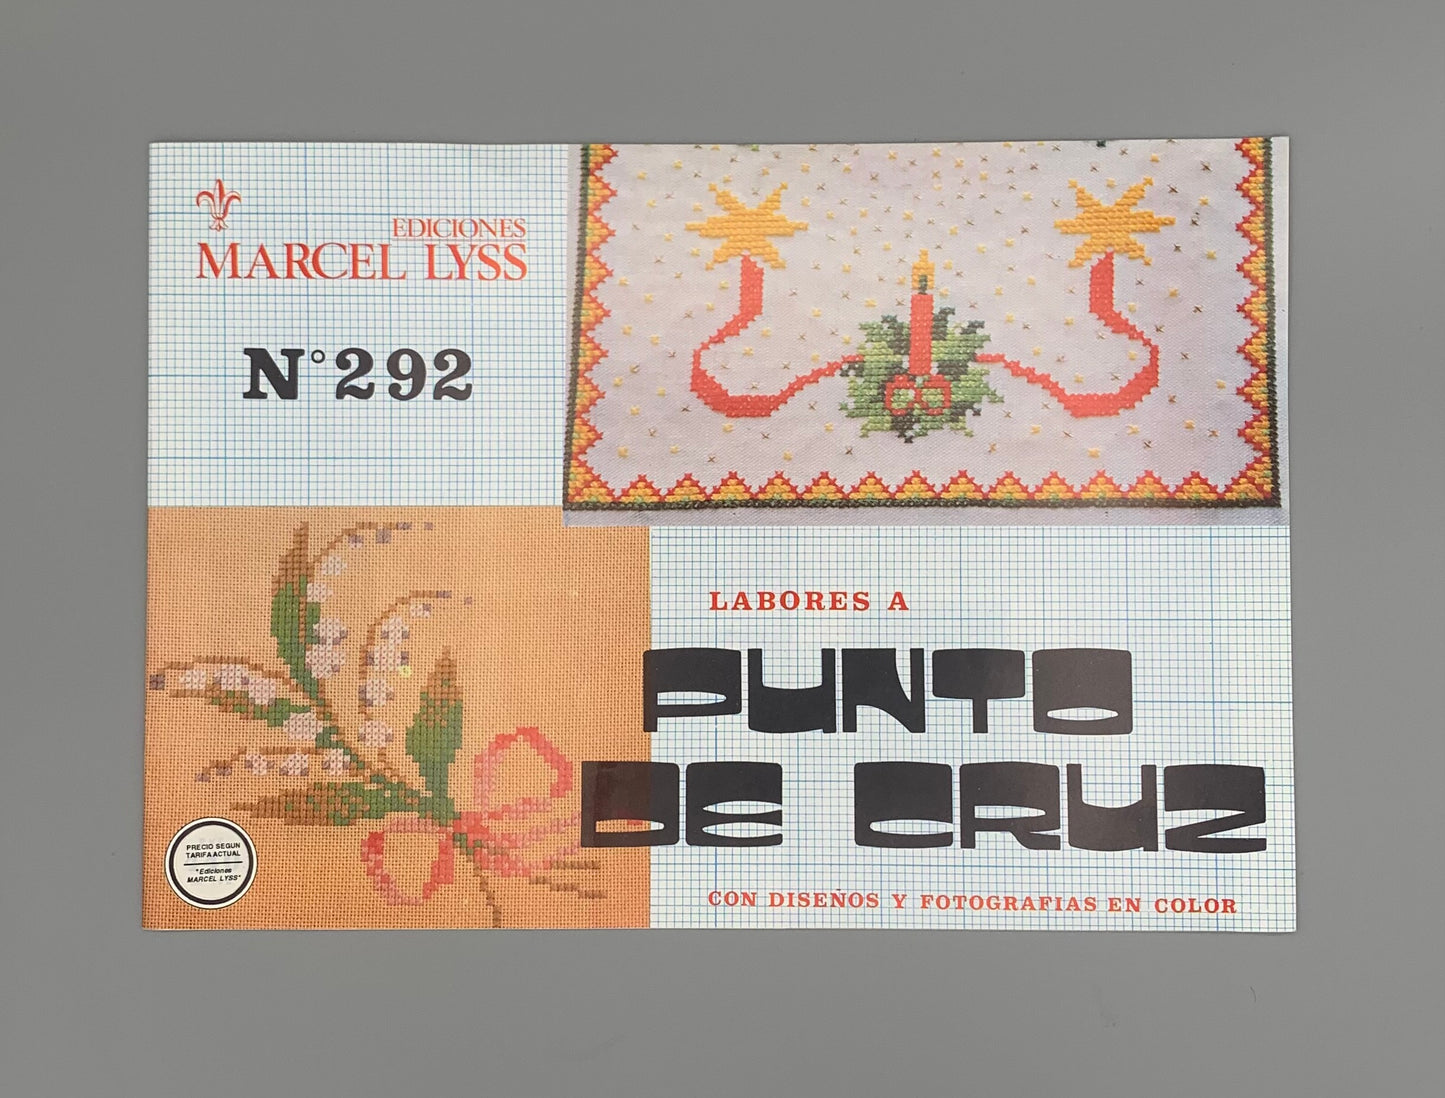 EDICIONES
MARCEL LYSS
N°292
LABORES A
PUNTO
DE CRUZ
CON DISEÑOS Y FOTOGRAFIAS EN COLOR
PRECIO SEGUN
TARIFA ACTUAL
"Ediciones
MARCEL LYSS"